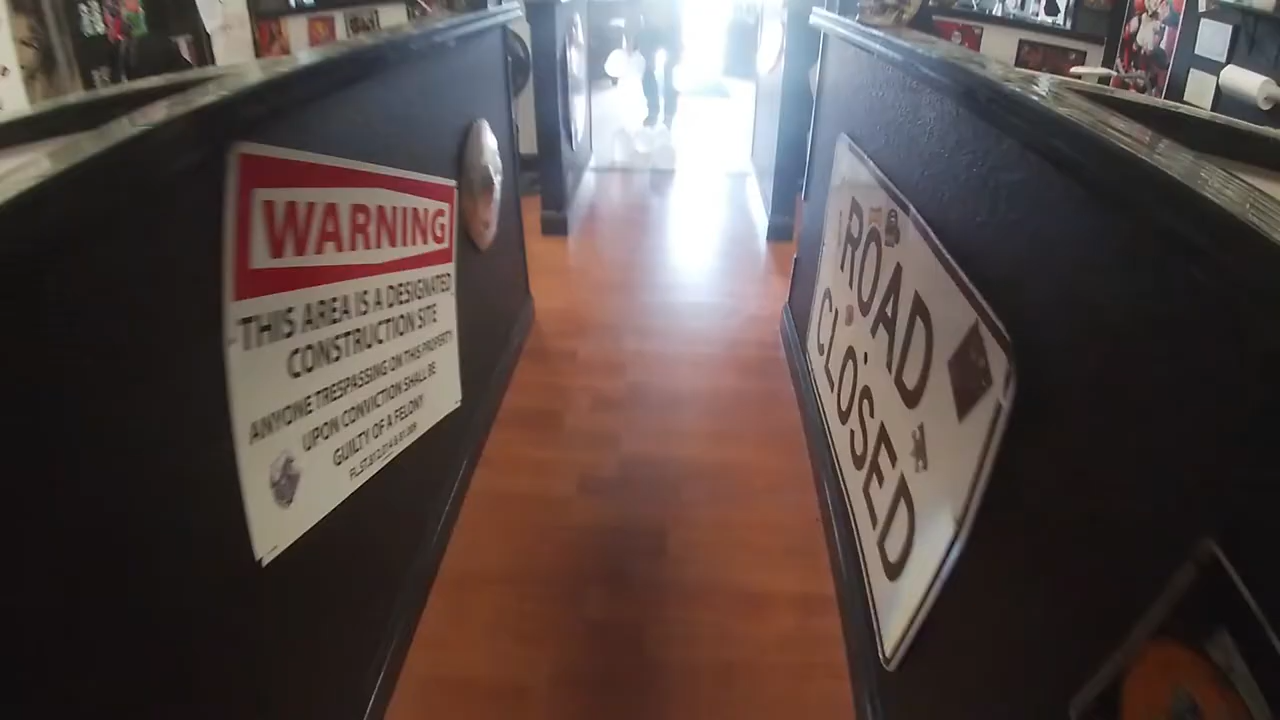 WARNING
THIS AREA IS A DESIGNATED
CONSTRUCTION SITE
ANYONE TRESPASSING ON THIS PROPERTY
UPON CONVICTION SHALL BE
GUILTY OF A FELONY
ROAD
CLOSED